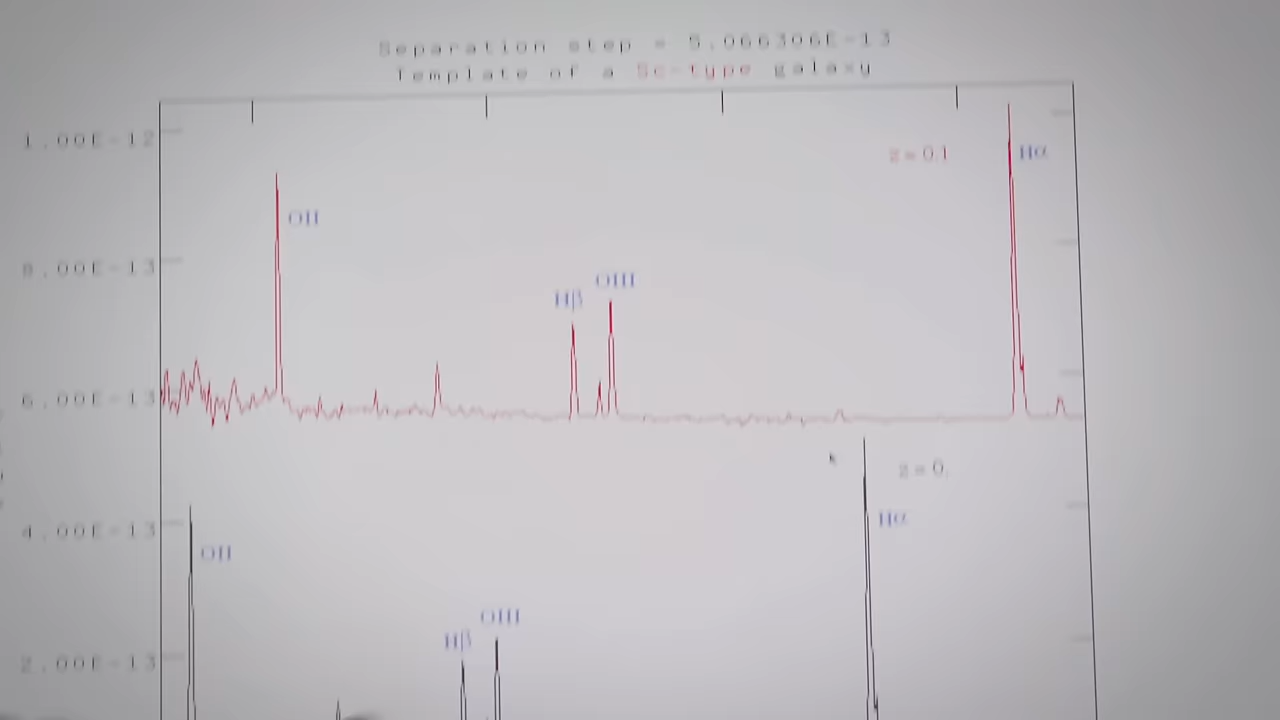 Separation step = 5.066306E-13
Template of a Sc-type galaxy
1.00E-12
z = 0.1
Hα
OII
8.00E-13
OIII
Hβ
6.00E-13
z = 0.
Hα
4.00E-13
OII
OIII
Hβ
2.00E-13